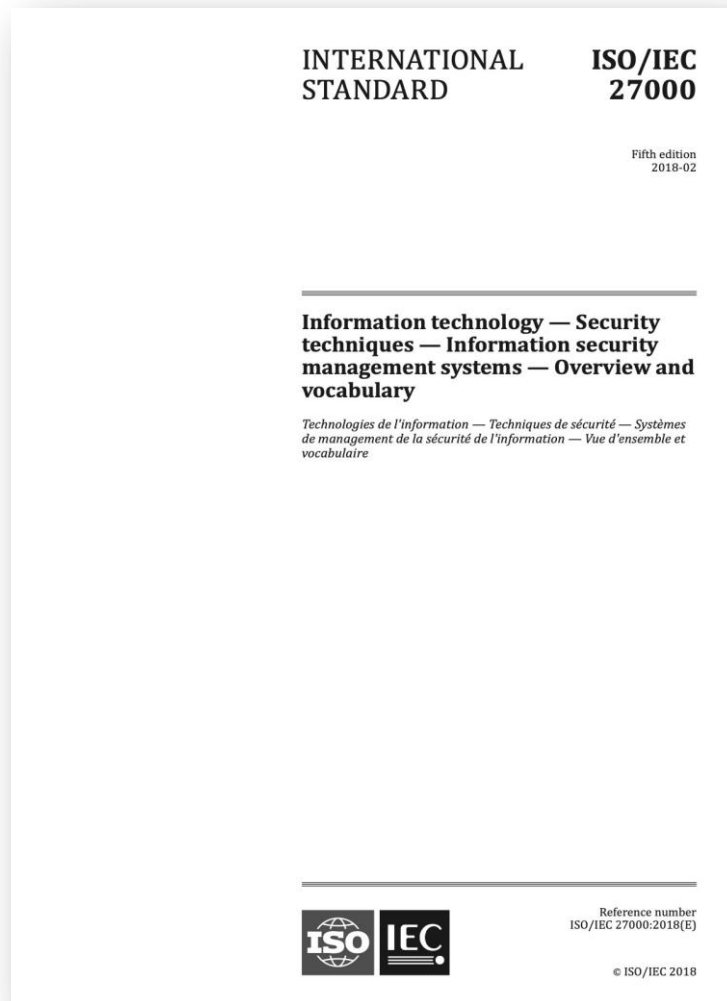 INTERNATIONAL
STANDARD
ISO/IEC
27000
Fifth edition
2018-02
Information technology — Security
techniques — Information security
management systems — Overview and
vocabulary
Technologies de l'information — Techniques de sécurité — Systèmes
de management de la sécurité de l'information — Vue d'ensemble et
vocabulaire
ISO
IEC
Reference number
ISO/IEC 27000:2018(E)
© ISO/IEC 2018